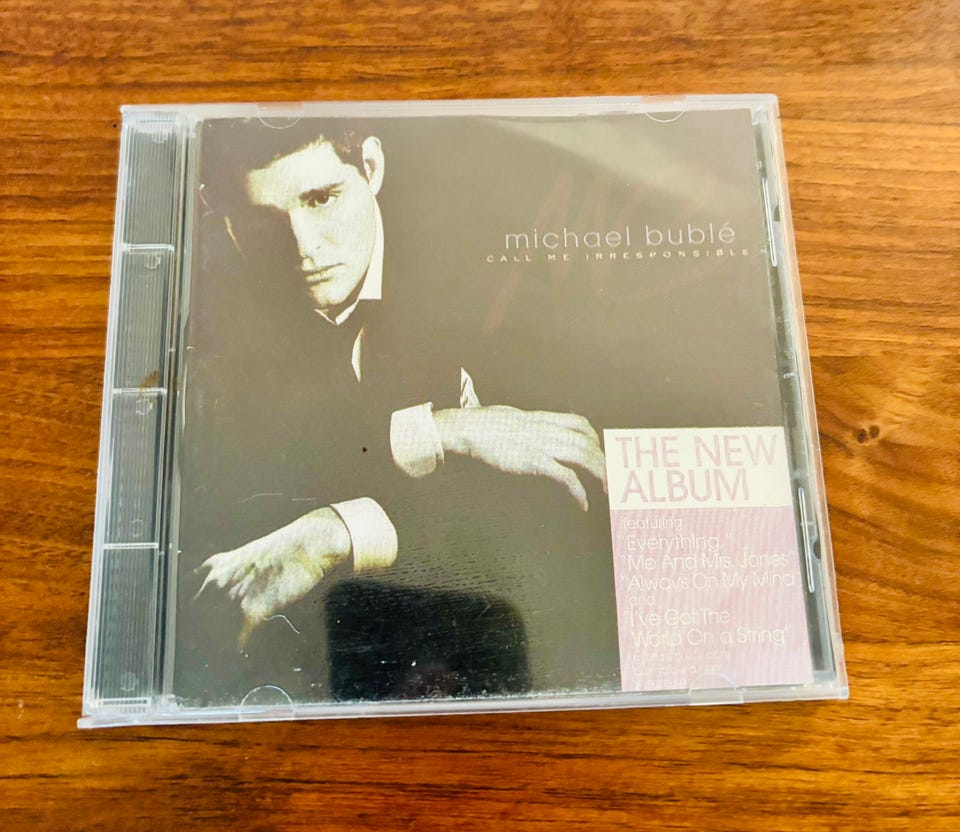 michael bublé
CALL ME IRRESPONSIBLE
THE NEW
ALBUM
featuring:
"Everything,"
"Me And Mrs. Jones"
"Always On My Mind"
and
"I've Got The
World On a String"